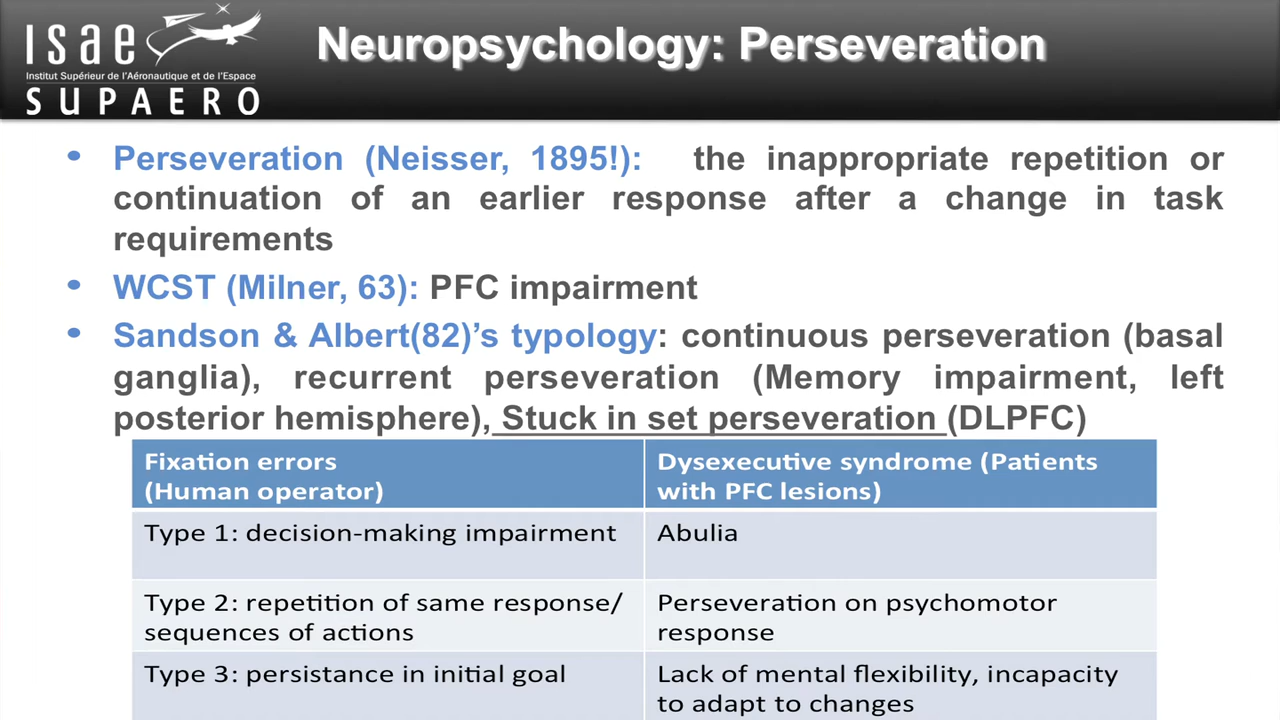 isae
Institut Supérieur de l'Aéronautique et de l'Espace
SUPAERO
Neuropsychology: Perseveration
• Perseveration (Neisser, 1895!): the inappropriate repetition or
continuation of an earlier response after a change in task
requirements
• WCST (Milner, 63): PFC impairment
• Sandson & Albert(82)’s typology: continuous perseveration (basal
ganglia), recurrent perseveration (Memory impairment, left
posterior hemisphere), Stuck in set perseveration (DLPFC)
Fixation errors
(Human operator)
Dysexecutive syndrome (Patients
with PFC lesions)
Type 1: decision-making impairment
Abulia
Type 2: repetition of same response/
sequences of actions
Perseveration on psychomotor
response
Type 3: persistance in initial goal
Lack of mental flexibility, incapacity
to adapt to changes